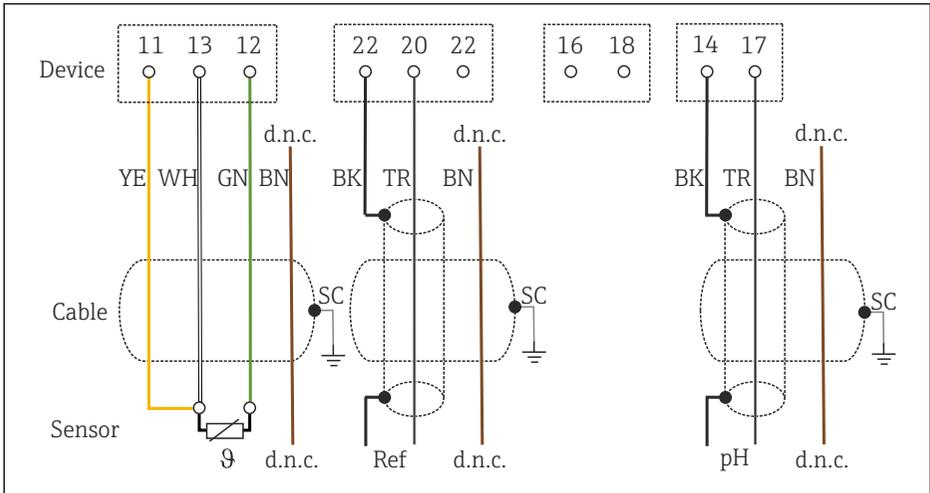 11 13 12 22 20 22 16 18 14 17
Device
d.n.c. d.n.c. d.n.c.
YE WH GN BN BK TR BN BK TR BN
SC SC SC
Cable
Sensor
ϑ d.n.c. Ref d.n.c. pH d.n.c.